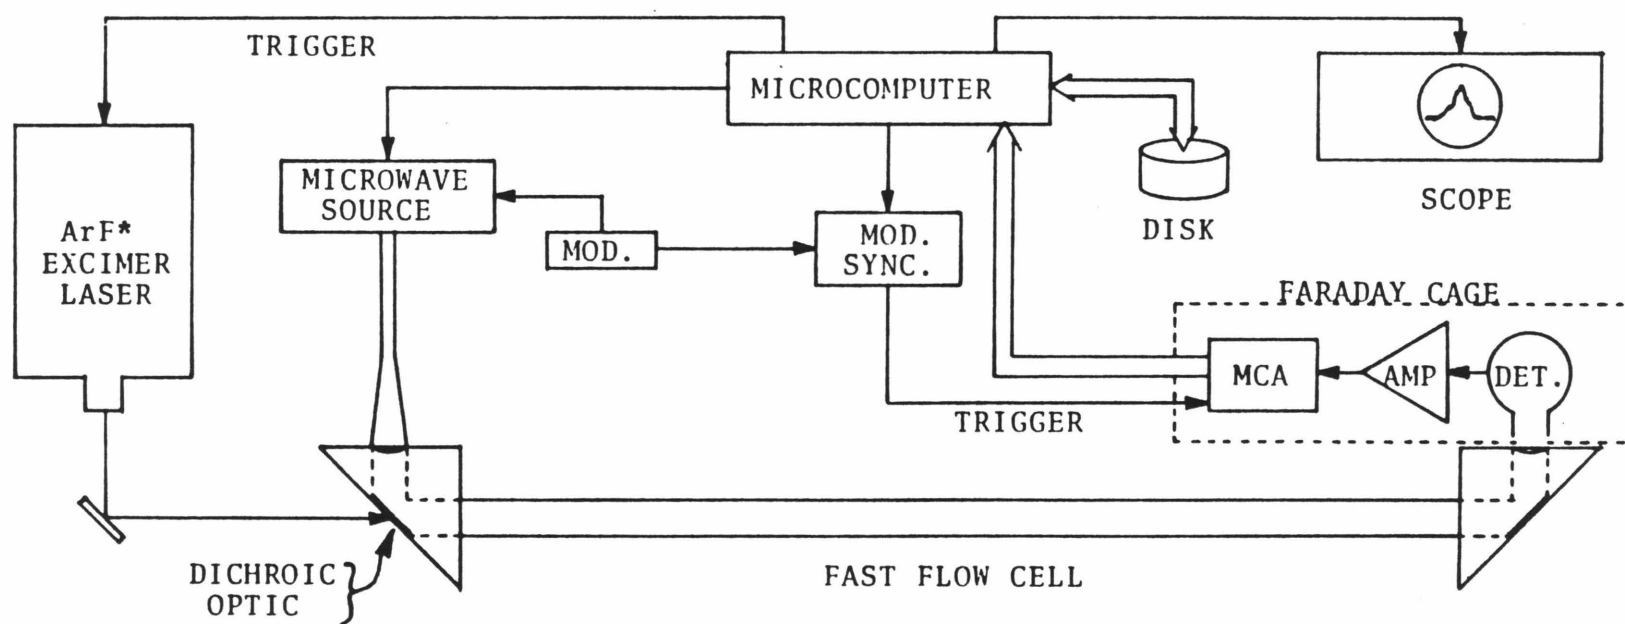 TRIGGER
MICROCOMPUTER
ArF*
EXCIMER
LASER
MICROWAVE
SOURCE
MOD.
MOD.
SYNC.
DISK
SCOPE
FARADAY CAGE
MCA
AMP
DET.
TRIGGER
DICHROIC
OPTIC
FAST FLOW CELL